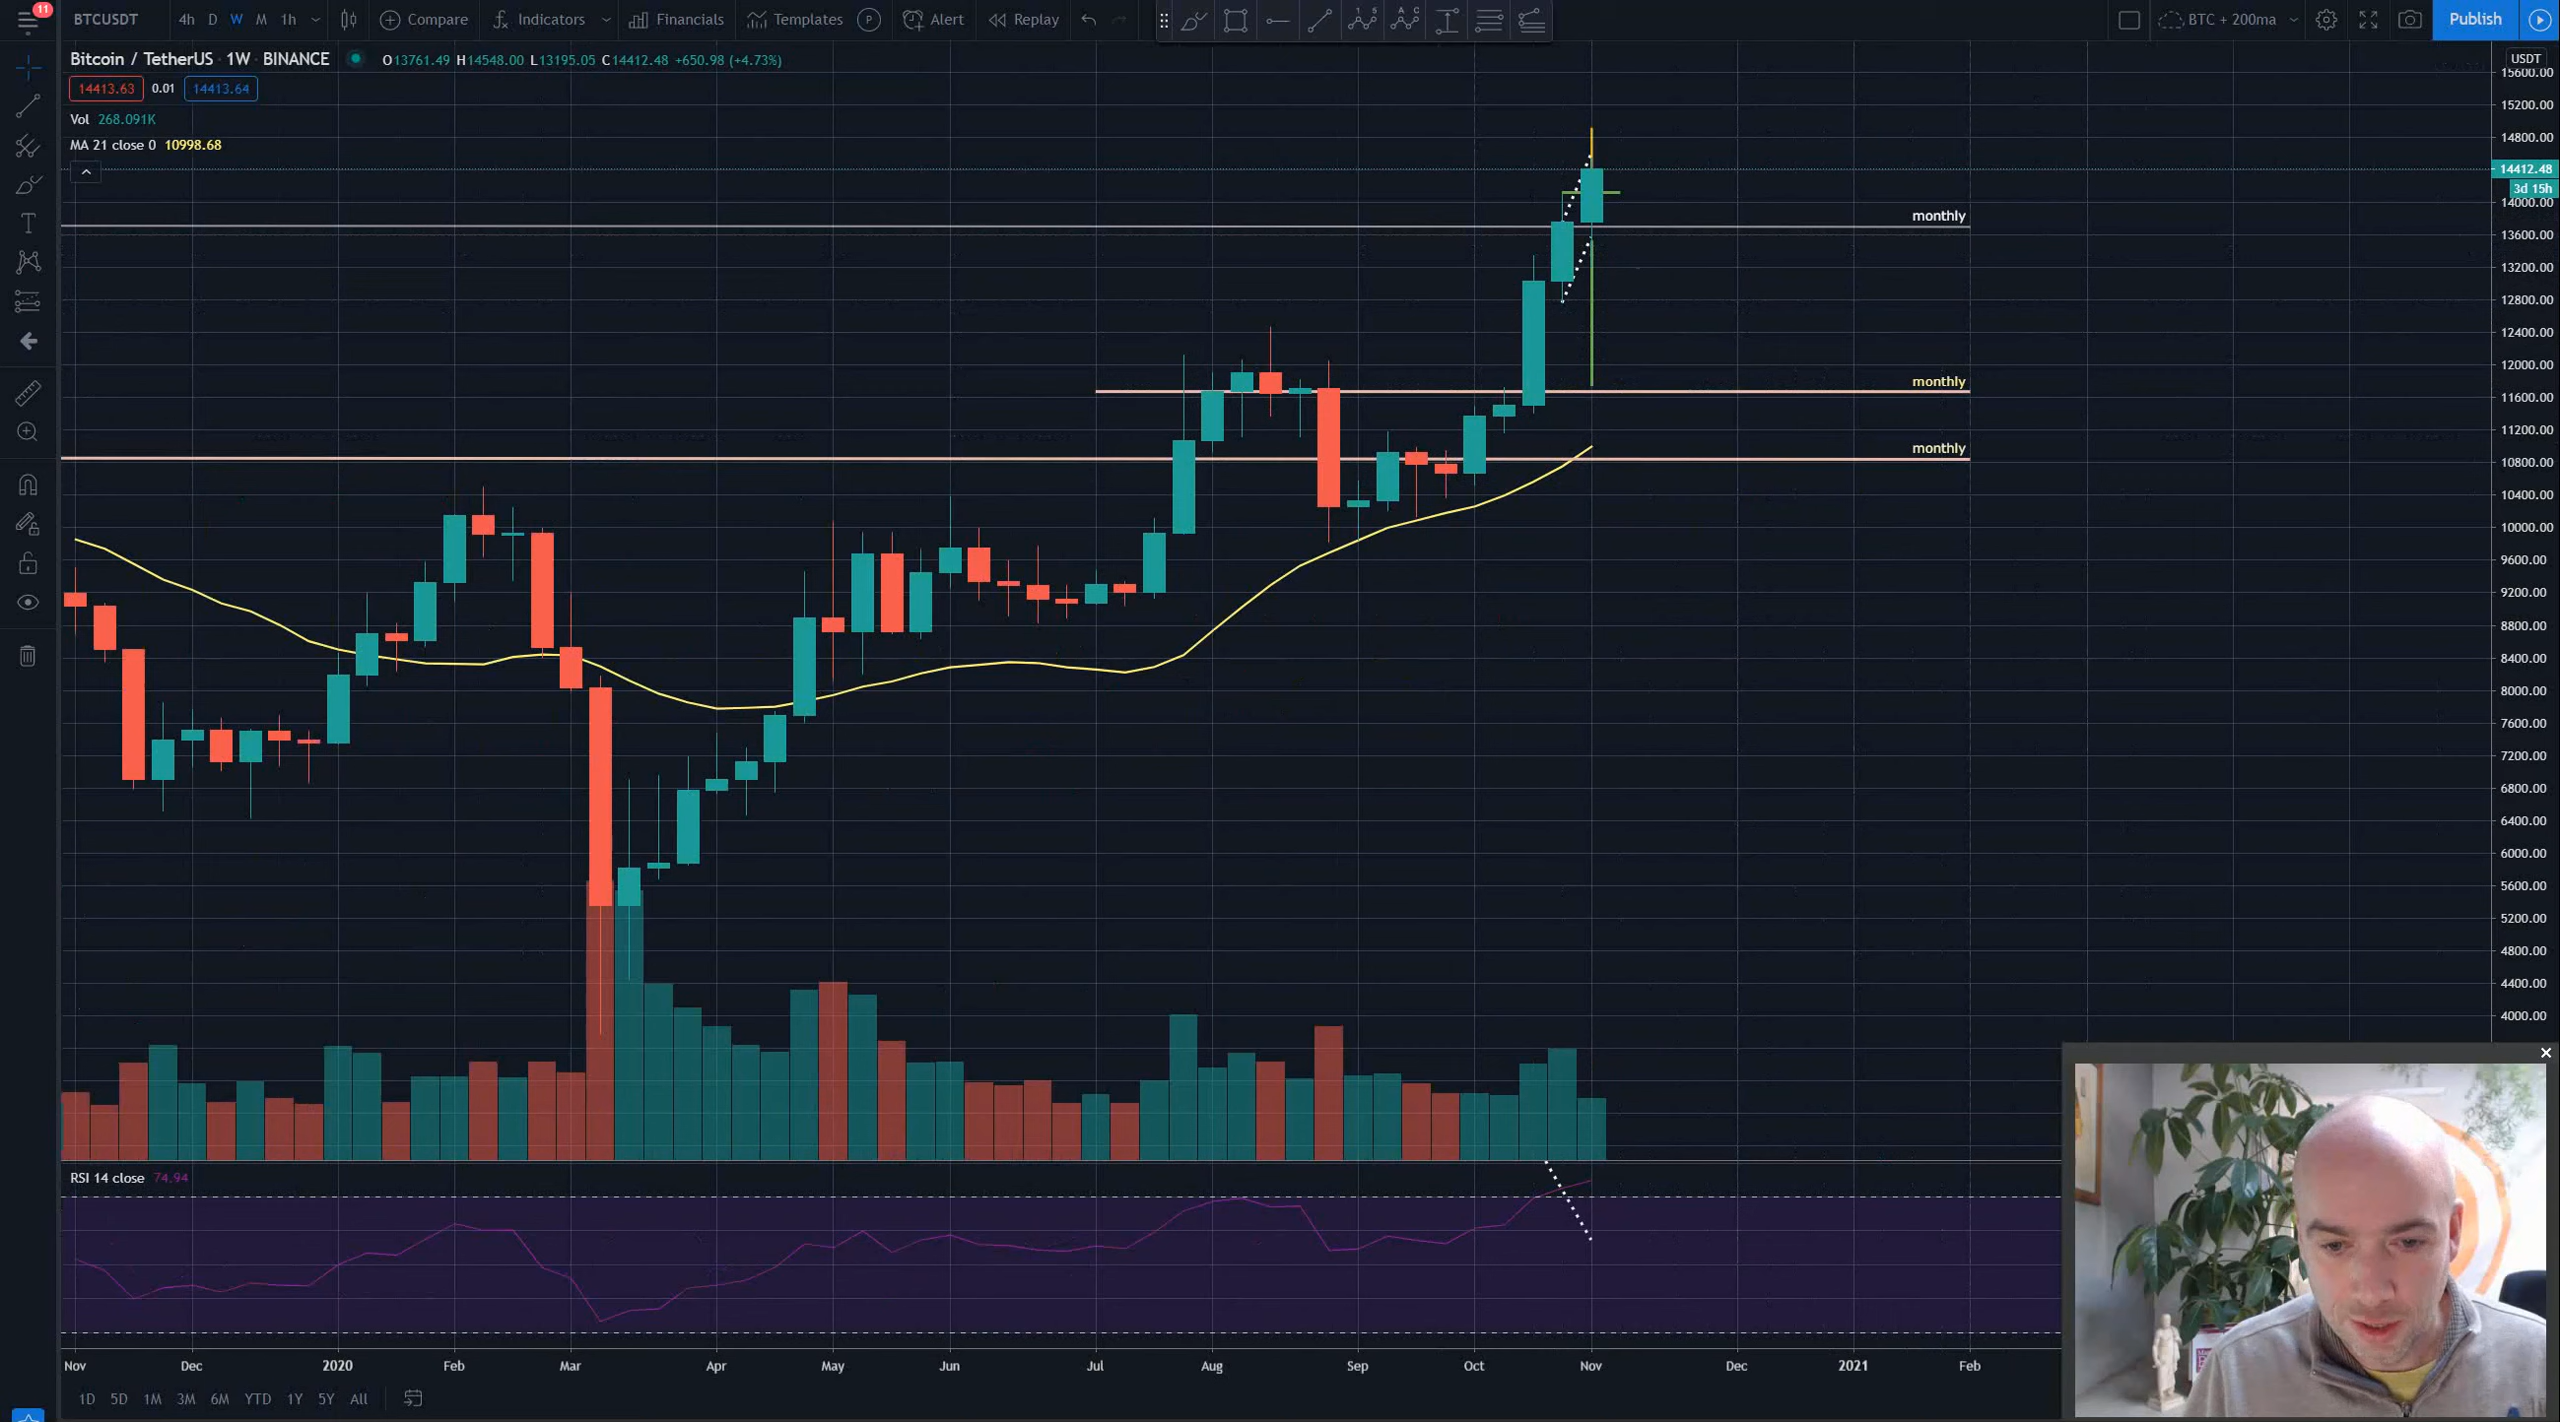 11
BTCUSDT 4h D W M 1h Compare Indicators Financials Templates P Alert Replay BTC + 200ma Publish
Bitcoin / TetherUS · 1W · BINANCE O13761.49 H14548.00 L13195.05 C14412.48 +650.98 (+4.73%)
USDT
14413.63 0.01 14413.64
Vol 268.091K
MA 21 close 0 10998.68
15600.00
15200.00
14800.00
14412.48
3d 15h
14000.00
monthly
13600.00
13200.00
12800.00
12400.00
12000.00
monthly
11600.00
11200.00
monthly
10800.00
10400.00
10000.00
9600.00
9200.00
8800.00
8400.00
8000.00
7600.00
7200.00
6800.00
6400.00
6000.00
5600.00
5200.00
4800.00
4400.00
4000.00
RSI 14 close 74.94
Nov Dec 2020 Feb Mar Apr May Jun Jul Aug Sep Oct Nov Dec 2021 Feb
1D 5D 1M 3M 6M YTD 1Y 5Y All